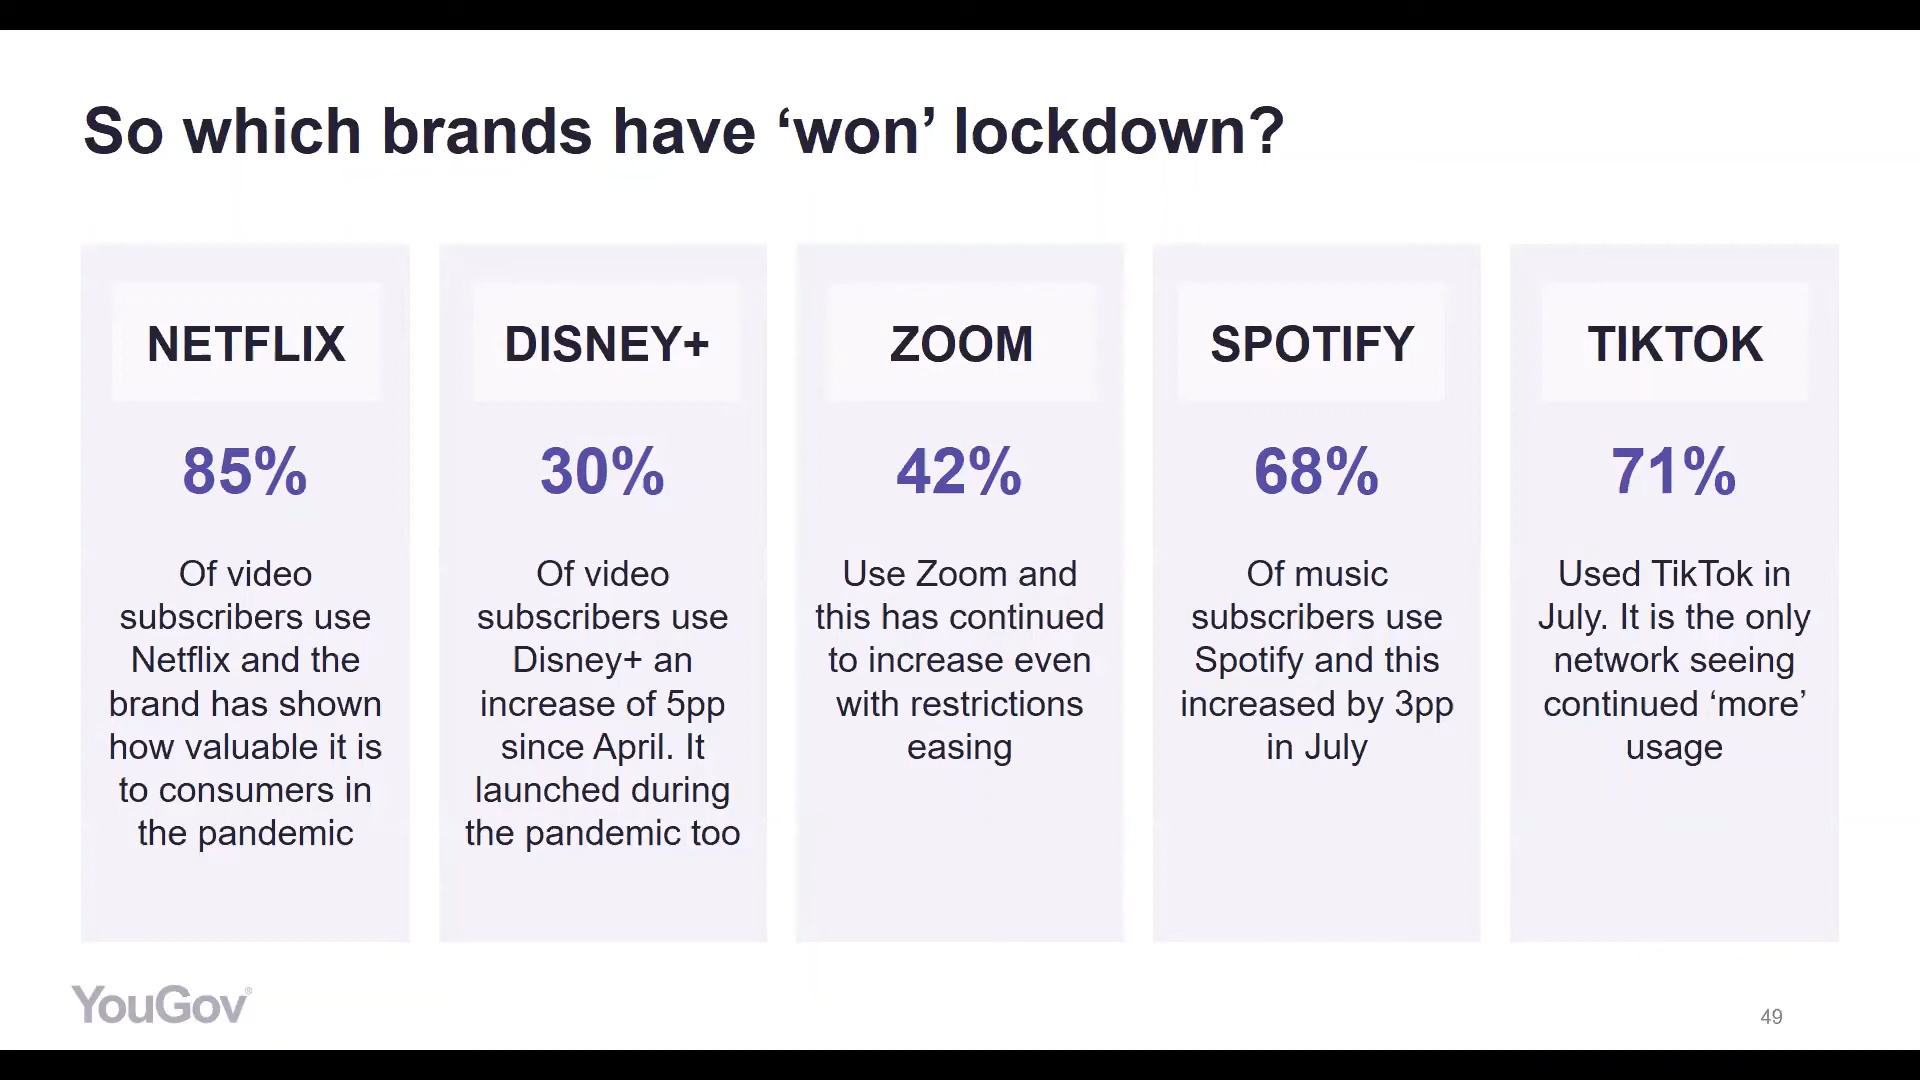 So which brands have ‘won’ lockdown?
NETFLIX
85%
Of video
subscribers use
Netflix and the
brand has shown
how valuable it is
to consumers in
the pandemic
DISNEY+
30%
Of video
subscribers use
Disney+ an
increase of 5pp
since April. It
launched during
the pandemic too
ZOOM
42%
Use Zoom and
this has continued
to increase even
with restrictions
easing
SPOTIFY
68%
Of music
subscribers use
Spotify and this
increased by 3pp
in July
TIKTOK
71%
Used TikTok in
July. It is the only
network seeing
continued ‘more’
usage
YouGov®
49